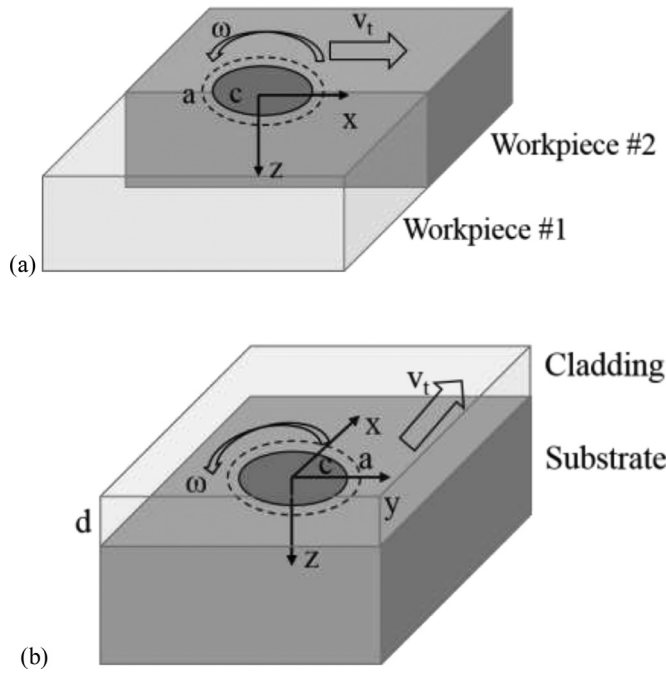 ω
v_t
a
c
x
z
Workpiece #2
Workpiece #1
(a)
Cladding
v_t
x
Substrate
c
a
ω
y
d
z
(b)